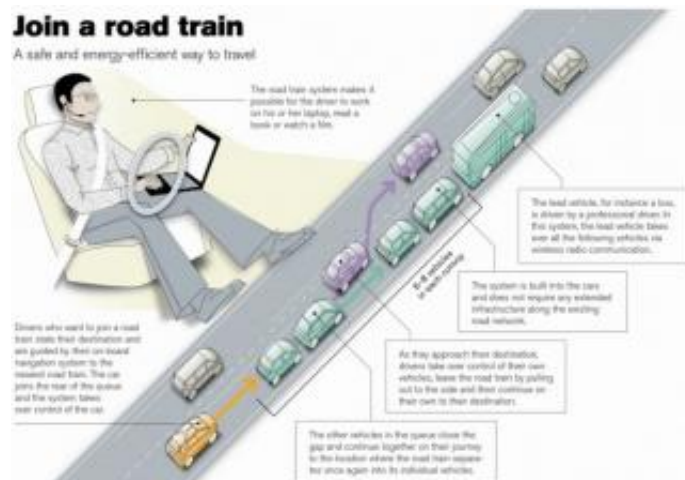 Join a road train
A safe and energy-efficient way to travel
The road train system makes it
possible for the driver to work
on his or her laptop, read a
book or watch a film.
The lead vehicle, for instance a bus,
is driven by a professional driver. In
this system, the lead vehicle takes
over all the following vehicles via
wireless radio communication.
6-8 vehicles
in each convoy
The system is built into the cars
and does not require any extended
infrastructure along the existing
road network.
Drivers who want to join a road
train state their destination and
are guided by their on-board
navigation system to the
nearest road train. The car
joins the rear of the queue
and the system takes
over control of the car.
As they approach their destination,
drivers take over control of their own
vehicles, leave the road train by pulling
out to the side and then continue on
their own to their destination.
The other vehicles in the queue close the
gap and continue together on their journey
to the location where the road train separa-
tes once again into its individual vehicles.